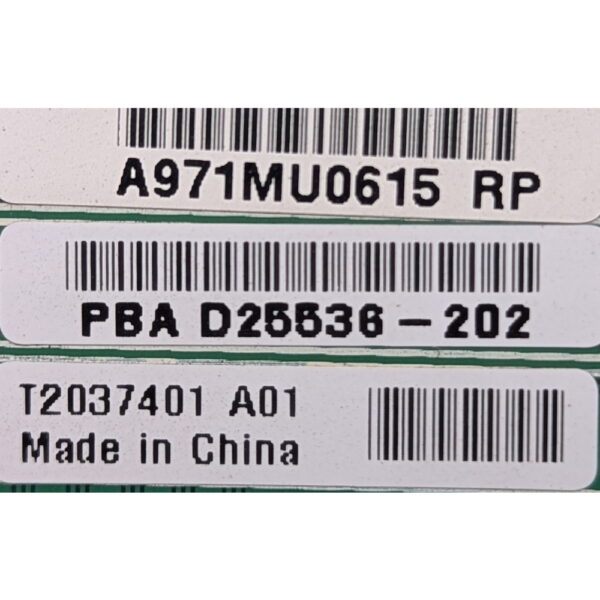 A971MU0615 RP
PBA D25536-202
T2037401 A01
Made in China